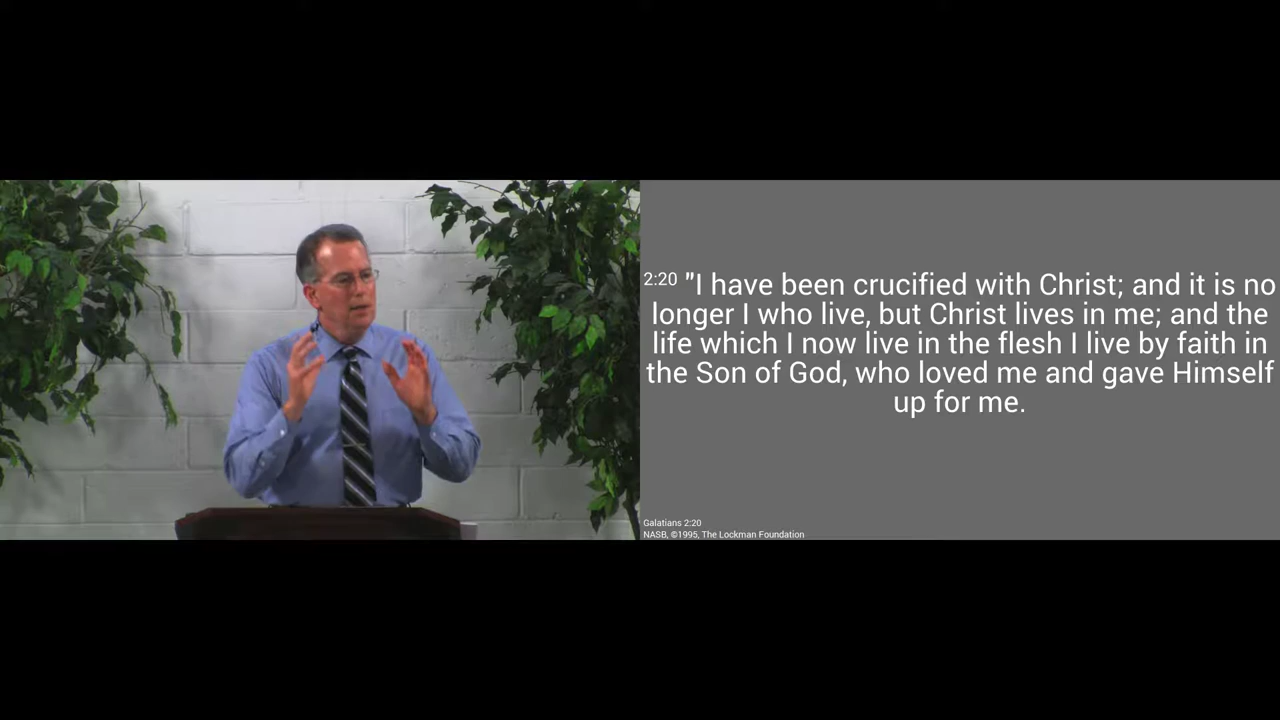 2:20 "I have been crucified with Christ; and it is no
longer I who live, but Christ lives in me; and the
life which I now live in the flesh I live by faith in
the Son of God, who loved me and gave Himself
up for me.
Galatians 2:20
NASB, ©1995, The Lockman Foundation